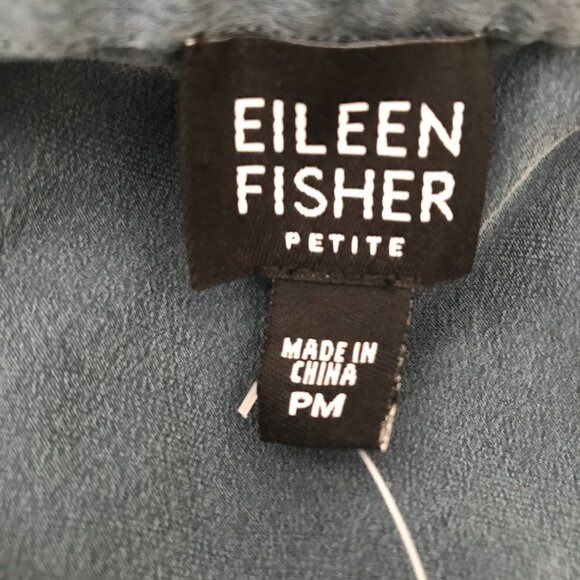 EILEEN
FISHER
PETITE
MADE IN
CHINA
PM